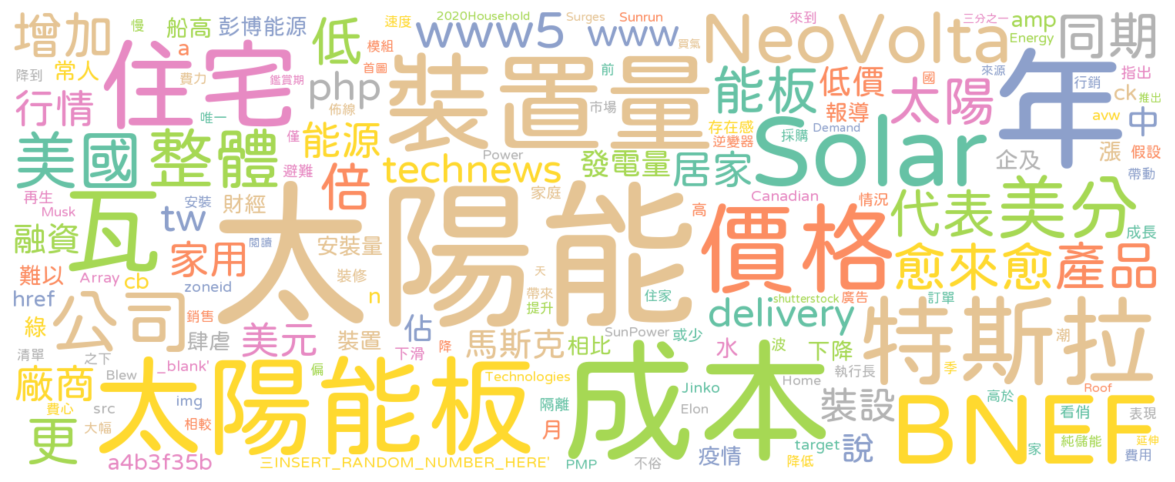 增加 住宅 慢 船高 彭博能源 低 速度 2020Household Surges Sunrun 來到 三分之一 amp 同期
降到 常人 a 費力 鑑賞期 模組 首圖 www5 www 買氣 NeoVolta Energy 年
行情 唯一 佈線 php 裝置量 前 市場 能板 低價 報導 太陽 國 來源 行銷 指出 ck 推出 中
美國 整體 僅 能源 避難 Power technews 發電量 存在感 逆變器 採購 居家 Demand Solar 企及 avw 漲 假設 帶動
再生 Musk 瓦 安裝 tw 財經 閱讀 倍 家庭 高 Canadian 情況 代表 美分 成長
融資 難以 Array cb zoneid 家用 安裝量 裝修 太陽能 天 帶來 提升 住家 價格 愈來愈 產品
href 綠 公司 銷售 n shutterstock 廣告 訂單 delivery
清單 之下 肆虐 美元 裝置 佔 下滑 降 馬斯克 SunPower 相比 或少 水 波 下降 執行長 特斯拉 潮 季
廠商 Blew _blank' 偏 Technologies 成本 Home Roof
費心 src img 太陽能板 隔離 Jinko Elon 裝設 高於 看俏 表現
更 大幅 相較 月 target 說 BNEF 家 純儲能 延伸
a4b3f35b 三INSERT_RANDOM_NUMBER_HERE' PMP 不俗 疫情 降低 費用